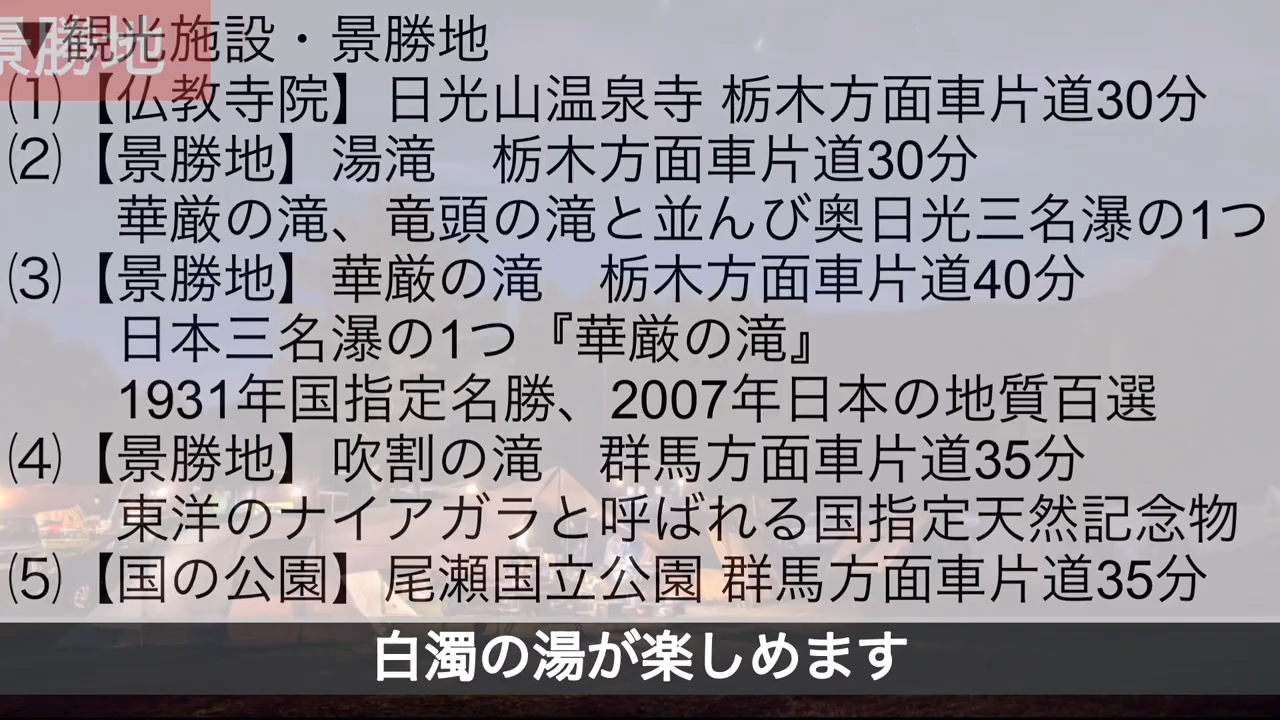 景勝地
▼観光施設・景勝地
⑴【仏教寺院】日光山温泉寺 栃木方面車片道30分
⑵【景勝地】湯滝　栃木方面車片道30分
華厳の滝、竜頭の滝と並んび奥日光三名瀑の1つ
⑶【景勝地】華厳の滝　栃木方面車片道40分
日本三名瀑の1つ『華厳の滝』
1931年国指定名勝、2007年日本の地質百選
⑷【景勝地】吹割の滝　群馬方面車片道35分
東洋のナイアガラと呼ばれる国指定天然記念物
⑸【国の公園】尾瀬国立公園 群馬方面車片道35分
白濁の湯が楽しめます